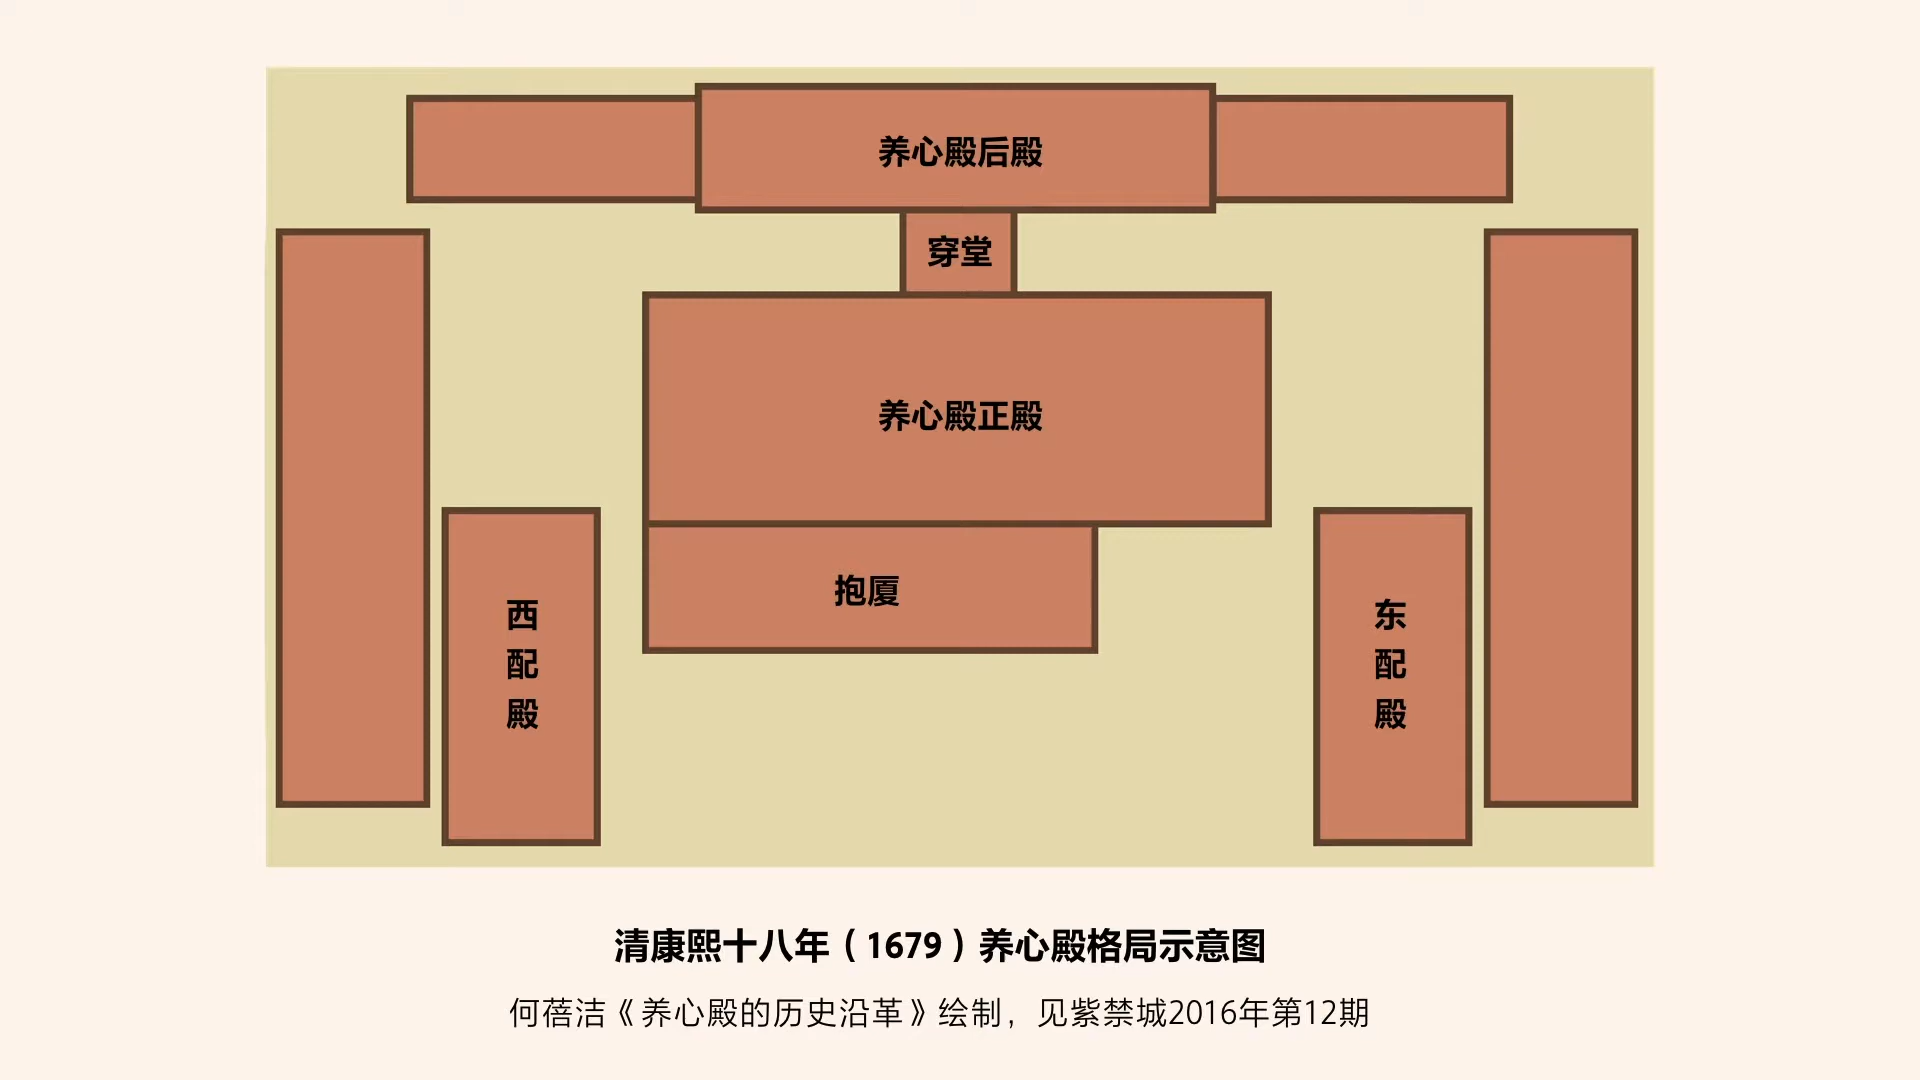 养心殿后殿
穿堂
养心殿正殿
抱厦
西配殿
东配殿
清康熙十八年（1679）养心殿格局示意图
何蓓洁《养心殿的历史沿革》绘制，见紫禁城2016年第12期